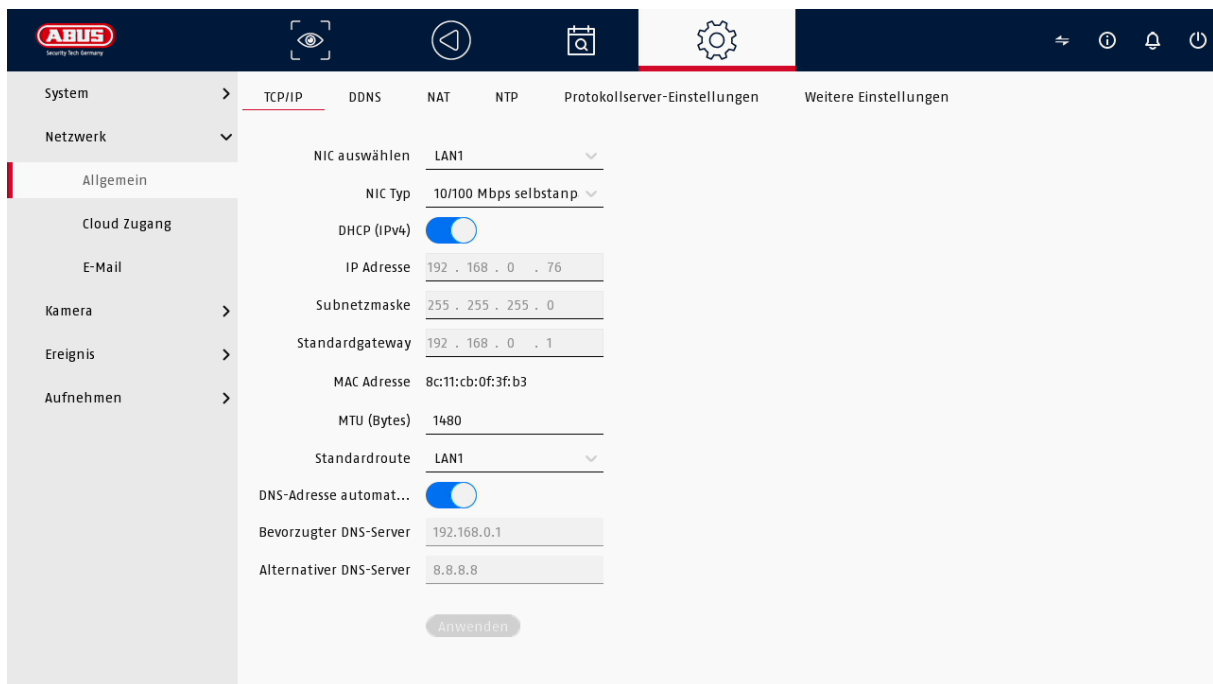 ABUS
Security Tech Germany
System
Netzwerk
Allgemein
Cloud Zugang
E-Mail
Kamera
Ereignis
Aufnehmen
TCP/IP DDNS NAT NTP Protokollserver-Einstellungen Weitere Einstellungen
NIC auswählen LAN1
NIC Typ 10/100 Mbps selbstanp
DHCP (IPv4)
IP Adresse 192 . 168 . 0 . 76
Subnetzmaske 255 . 255 . 255 . 0
Standardgateway 192 . 168 . 0 . 1
MAC Adresse 8c:11:cb:0f:3f:b3
MTU (Bytes) 1480
Standardroute LAN1
DNS-Adresse automat...
Bevorzugter DNS-Server 192.168.0.1
Alternativer DNS-Server 8.8.8.8
Anwenden